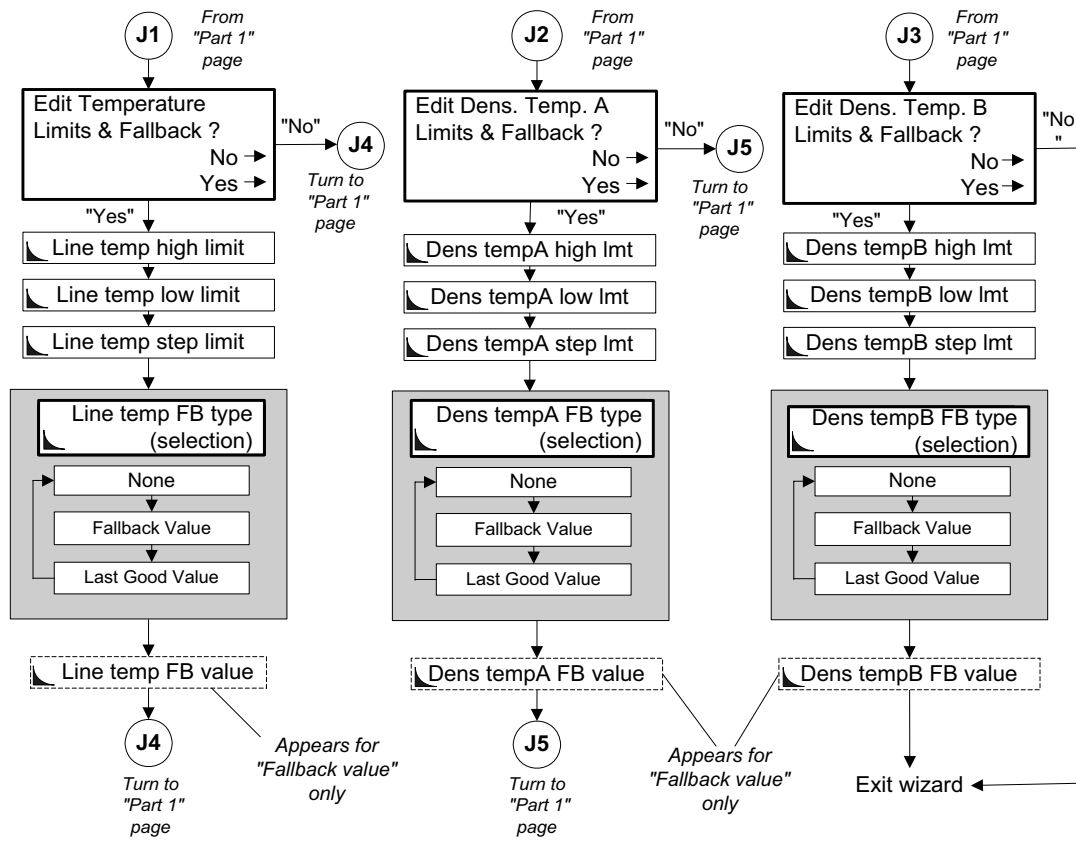 J1
From
"Part 1"
page
Edit Temperature
Limits & Fallback ?
No
Yes
"No"
J4
Turn to
"Part 1"
page
"Yes"
Line temp high limit
Line temp low limit
Line temp step limit
Line temp FB type
(selection)
None
Fallback Value
Last Good Value
Line temp FB value
J4
Turn to
"Part 1"
page
Appears for
"Fallback value"
only
J2
From
"Part 1"
page
Edit Dens. Temp. A
Limits & Fallback ?
No
Yes
"No"
J5
Turn to
"Part 1"
page
"Yes"
Dens tempA high lmt
Dens tempA low lmt
Dens tempA step lmt
Dens tempA FB type
(selection)
None
Fallback Value
Last Good Value
Dens tempA FB value
J5
Turn to
"Part 1"
page
Appears for
"Fallback value"
only
J3
From
"Part 1"
page
Edit Dens. Temp. B
Limits & Fallback ?
No
Yes
"No
"
"Yes"
Dens tempB high lmt
Dens tempB low lmt
Dens tempB step lmt
Dens tempB FB type
(selection)
None
Fallback Value
Last Good Value
Dens tempB FB value
Exit wizard